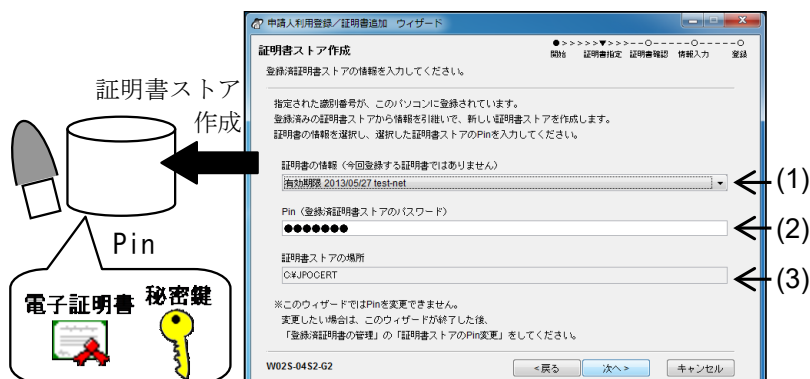 申請人利用登録/証明書追加 ウィザード
証明書ストア作成
●>>>>>▼>>>--○-----○-----○
開始 証明書指定 証明書確認 情報入力 登録
登録済証明書ストアの情報を入力してください。
証明書ストア
作成
指定された識別番号が、このパソコンに登録されています。
登録済みの証明書ストアから情報を引継いで、新しい証明書ストアを作成します。
証明書の情報を選択し、選択した証明書ストアのPinを入力してください。
証明書の情報(今回登録する証明書ではありません)
有効期限 2013/05/27 test-net
(1)
Pin(登録済証明書ストアのパスワード)
●●●●●●●
(2)
証明書ストアの場所
C:¥JPOCERT
(3)
Pin
電子証明書
秘密鍵
※このウィザードではPinを変更できません。
変更したい場合は、このウィザードが終了した後、
「登録済証明書の管理」の「証明書ストアのPin変更」をしてください。
W02S-04S2-G2
<戻る
次へ>
キャンセル